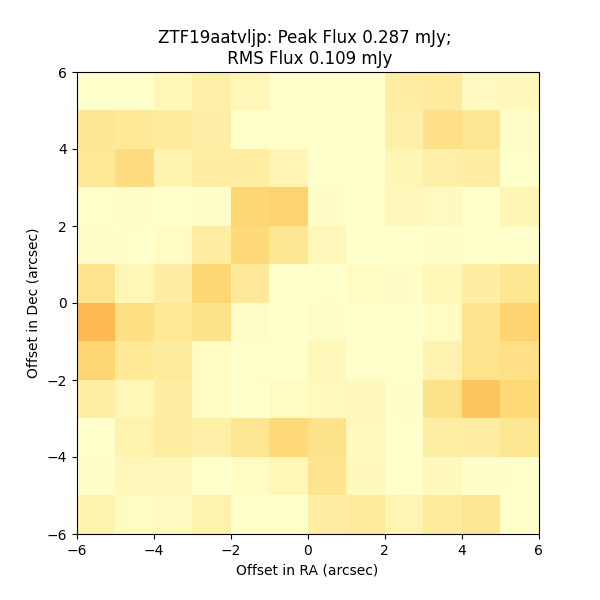 ZTF19aatvljp: Peak Flux 0.287 mJy;
RMS Flux 0.109 mJy
6
4
2
0
−2
−4
−6
Offset in Dec (arcsec)
−6 −4 −2 0 2 4 6
Offset in RA (arcsec)